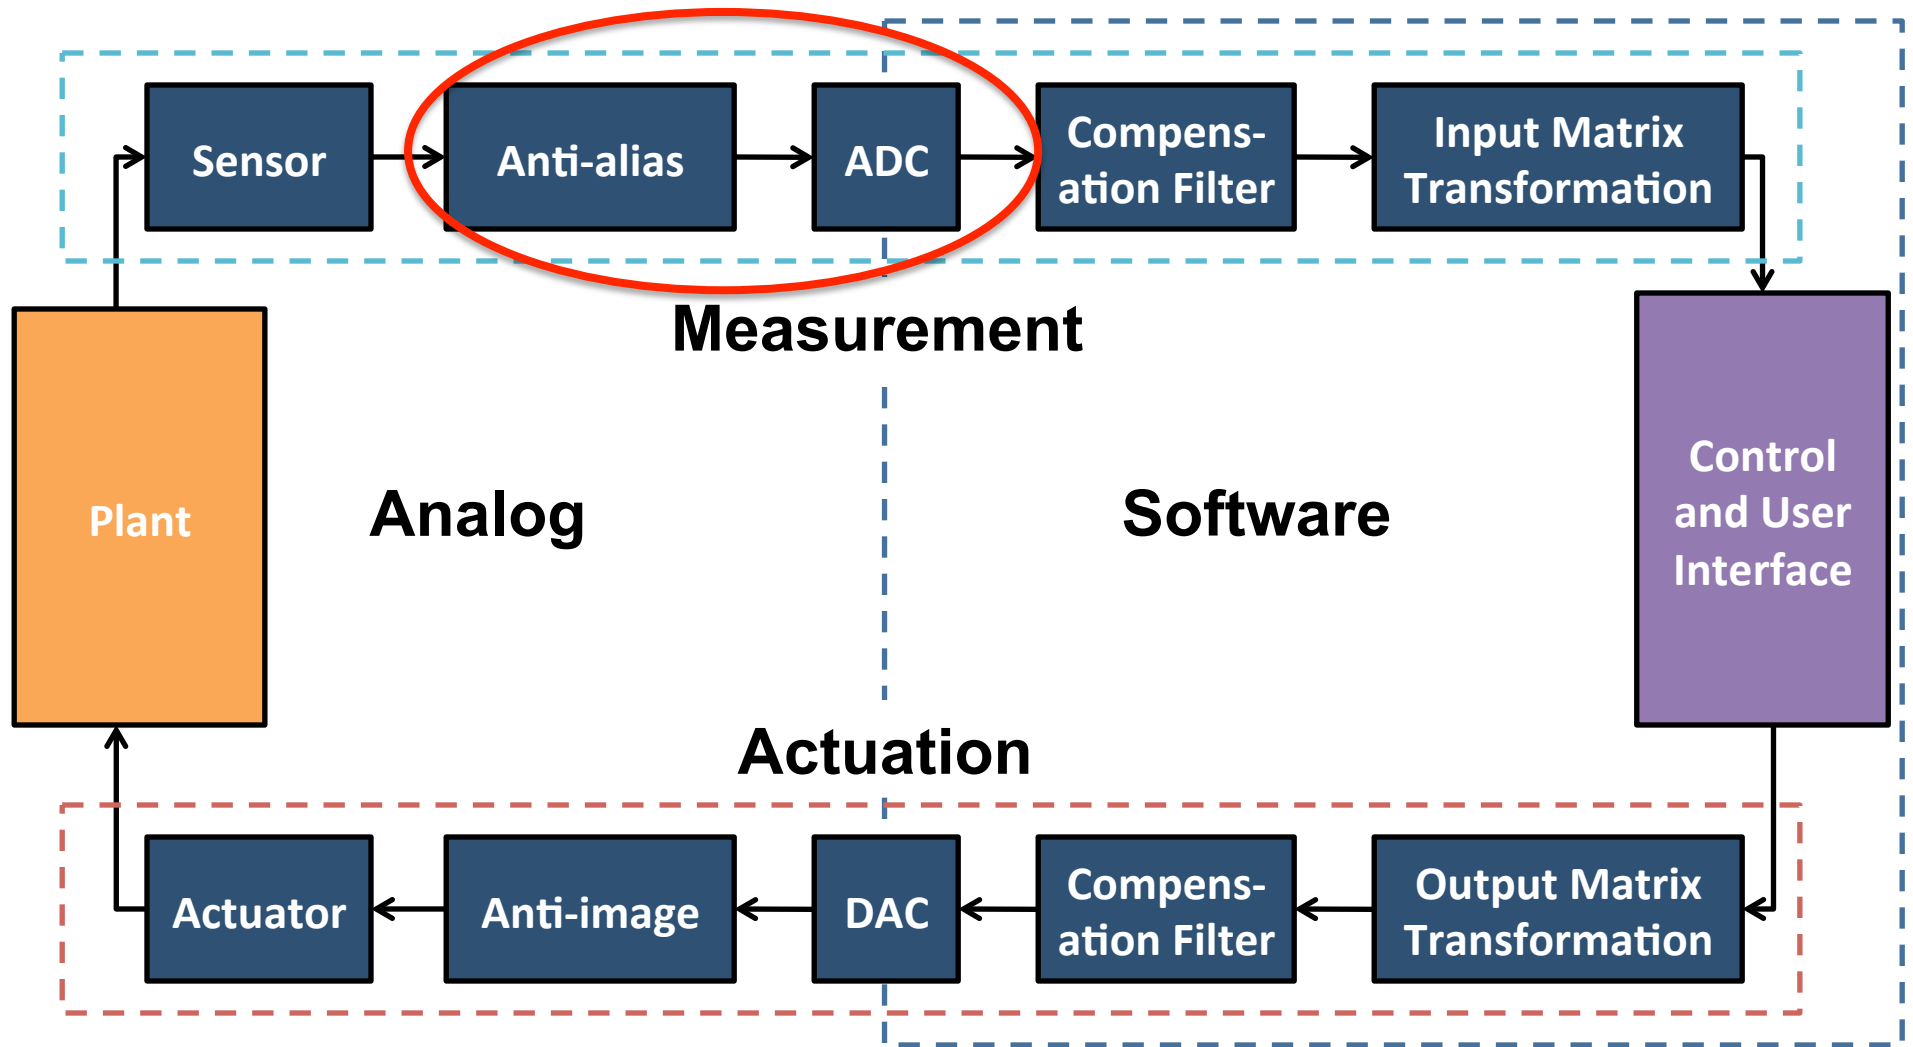 Sensor
Anti-alias
ADC
Compens-
ation Filter
Input Matrix
Transformation
Measurement
Plant
Analog
Software
Control
and User
Interface
Actuation
Actuator
Anti-image
DAC
Compens-
ation Filter
Output Matrix
Transformation